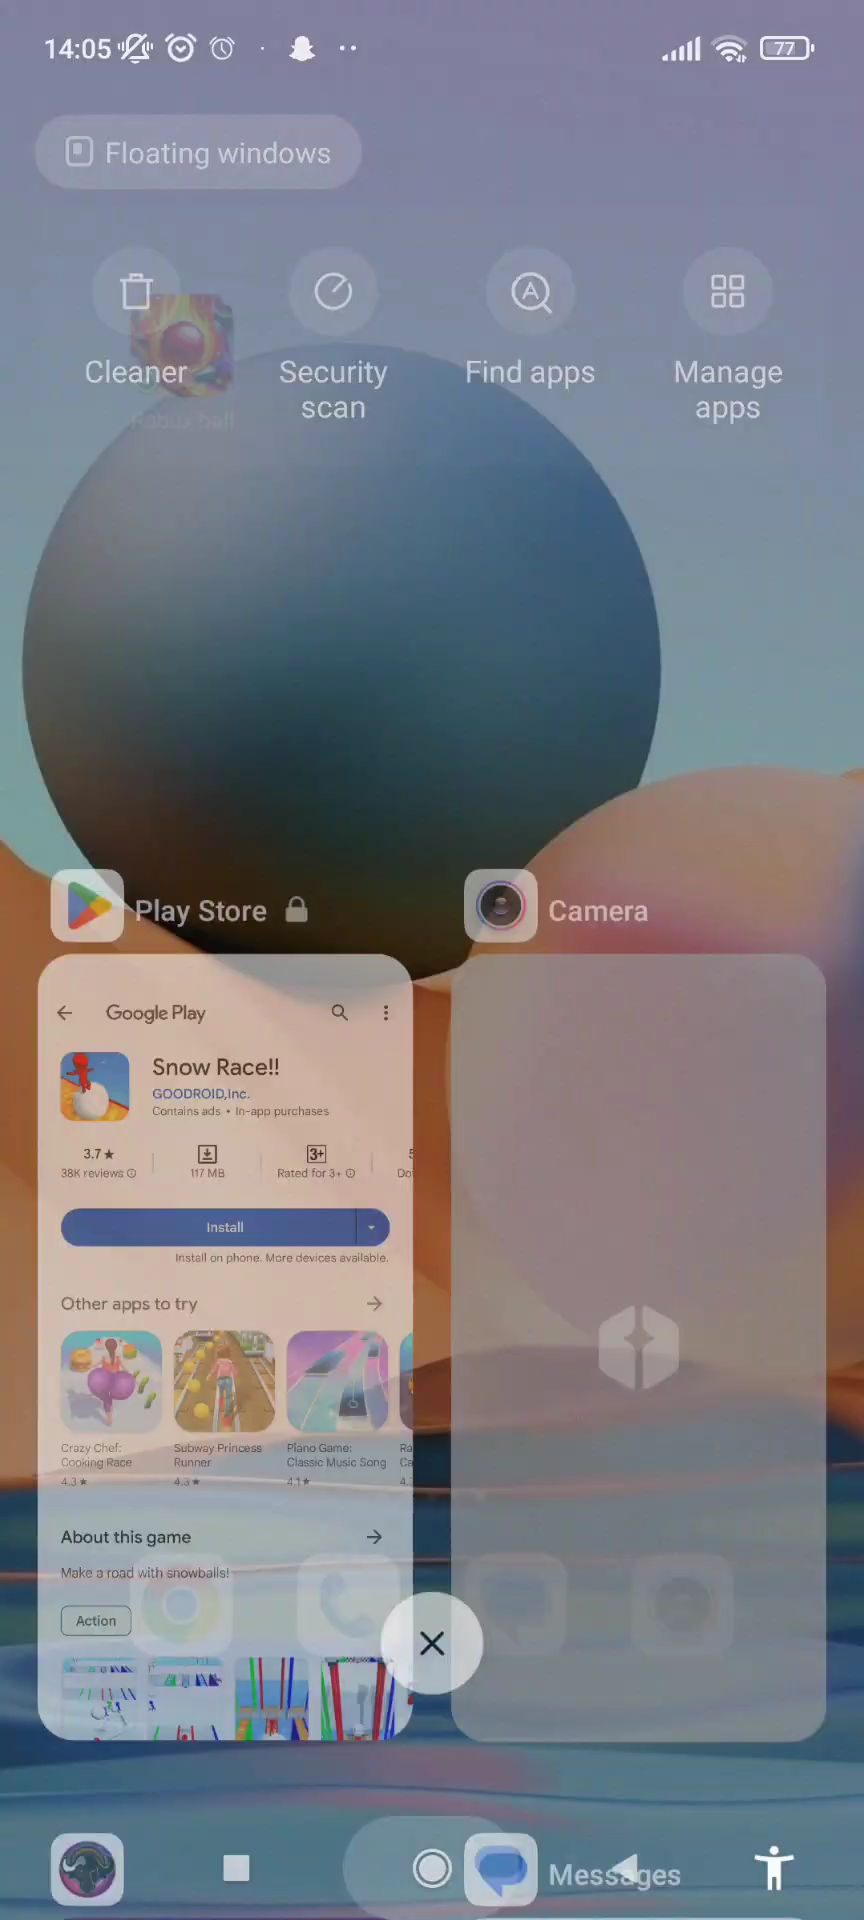 14:05
77
Floating windows
Cleaner
Security scan
Find apps
Manage apps
Robux ball
Play Store
Camera
Google Play
Snow Race!!
GOODROID,Inc.
Contains ads • In-app purchases
3.7★
38K reviews
117 MB
3+
Rated for 3+
Install
Install on phone. More devices available.
Other apps to try
Crazy Chef: Cooking Race
4.3★
Subway Princess Runner
4.3★
Piano Game: Classic Music Song
4.1★
About this game
Make a road with snowballs!
Action
Messages